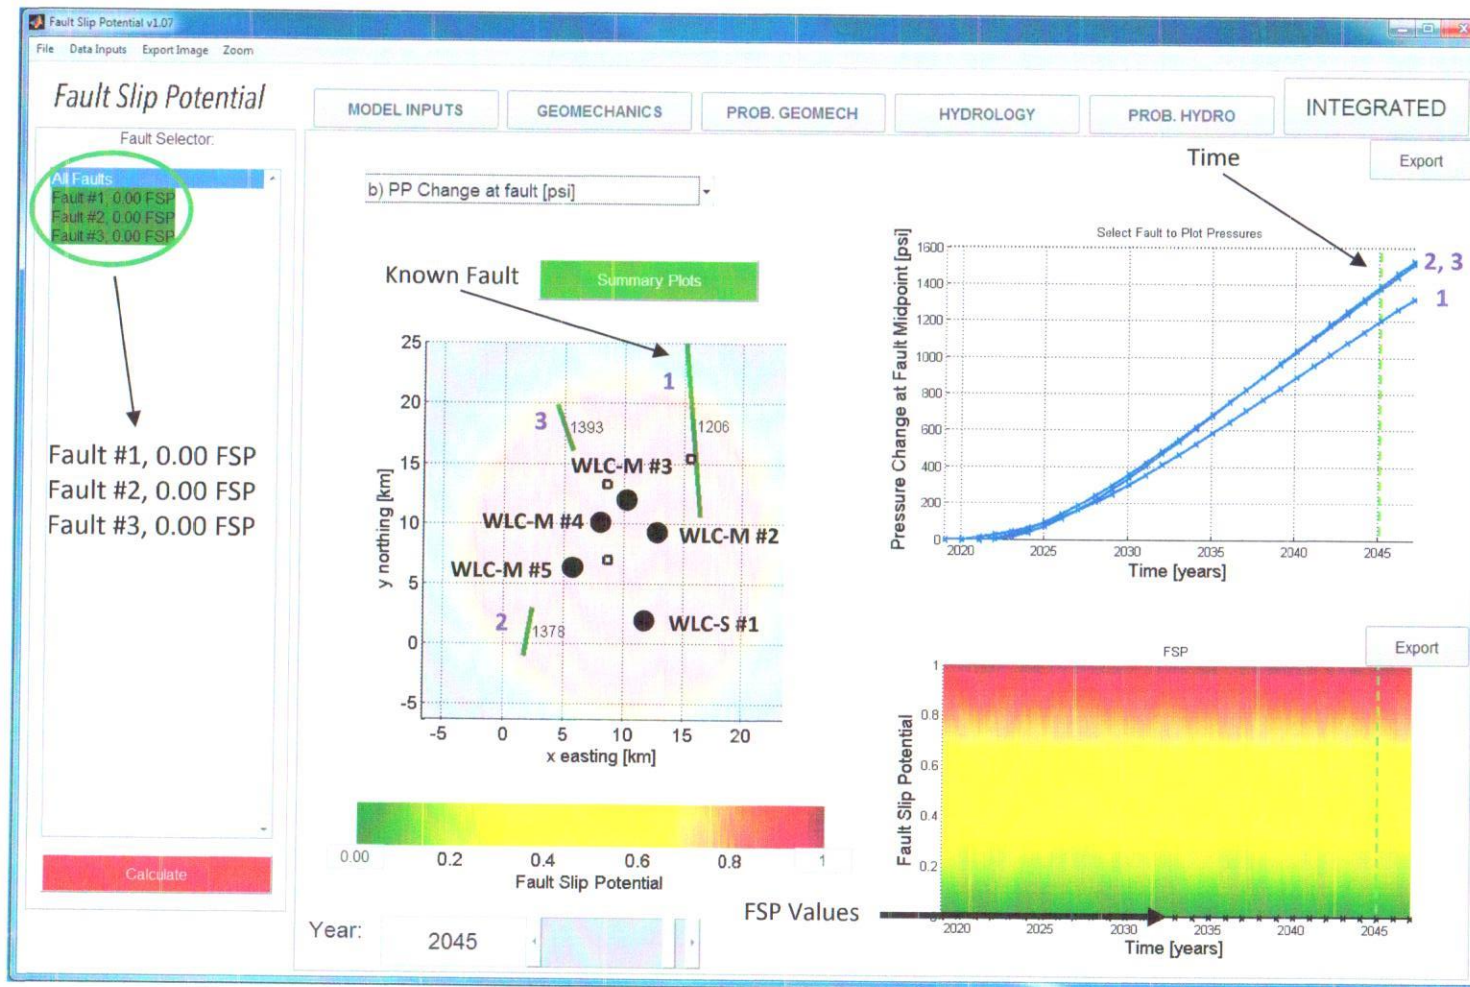 Fault Slip Potential v1.07
File Data Inputs Export Image Zoom
Fault Slip Potential
MODEL INPUTS GEOMECHANICS PROB. GEOMECH HYDROLOGY PROB. HYDRO INTEGRATED
Fault Selector:
All Faults
Fault #1, 0.00 FSP
Fault #2, 0.00 FSP
Fault #3, 0.00 FSP
Fault #1, 0.00 FSP
Fault #2, 0.00 FSP
Fault #3, 0.00 FSP
Calculate
b) PP Change at fault [psi]
Known Fault
Summary Plots
25
20
15
10
5
0
-5
y northing [km]
1
3
1393
1206
WLC-M #3
WLC-M #4
WLC-M #2
WLC-M #5
2
1378
WLC-S #1
-5 0 5 10 15 20
x easting [km]
0.00 0.2 0.4 0.6 0.8 1
Fault Slip Potential
Year: 2045
FSP Values
Time
Export
Select Fault to Plot Pressures
Pressure Change at Fault Midpoint [psi]
1600
1400
1200
1000
800
600
400
200
0
2, 3
1
2020 2025 2030 2035 2040 2045
Time [years]
Export
FSP
Fault Slip Potential
1
0.8
0.6
0.4
0.2
0
2020 2025 2030 2035 2040 2045
Time [years]